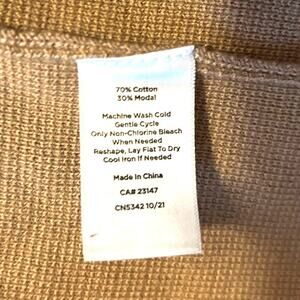 70% Cotton
30% Modal
Machine Wash Cold
Gentle Cycle
Only Non-Chlorine Bleach
When Needed
Reshape, Lay Flat To Dry
Cool Iron If Needed
Made in China
CA# 23147
CN5342 10/21